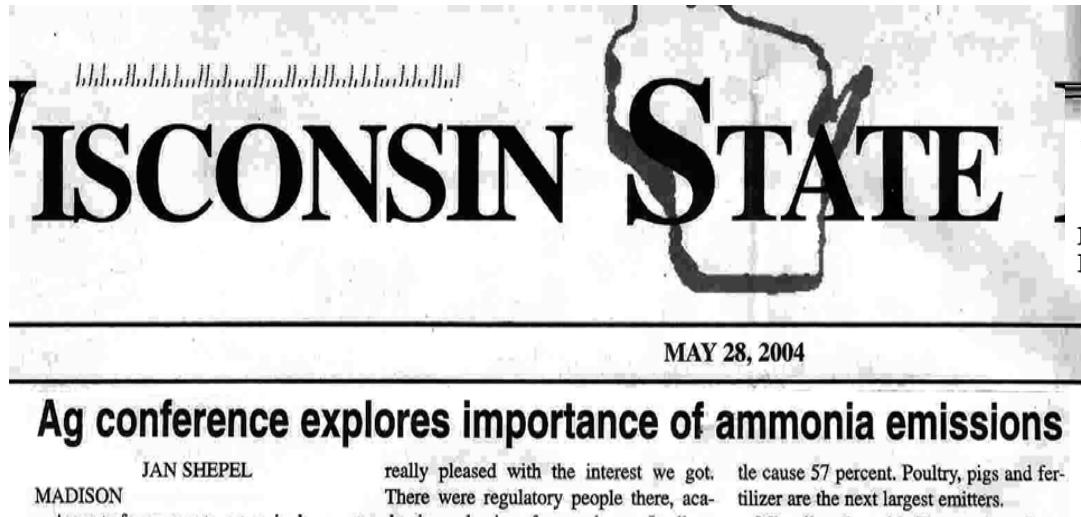 WISCONSIN STATE
MAY 28, 2004
Ag conference explores importance of ammonia emissions
JAN SHEPEL
MADISON
really pleased with the interest we got.
There were regulatory people there, aca-
tle cause 57 percent. Poultry, pigs and fer-
tilizer are the next largest emitters.